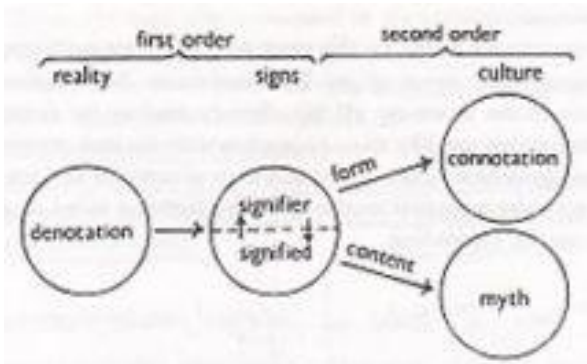 first order
second order
reality
signs
culture
form
connotation
signifier
denotation
signified
content
myth